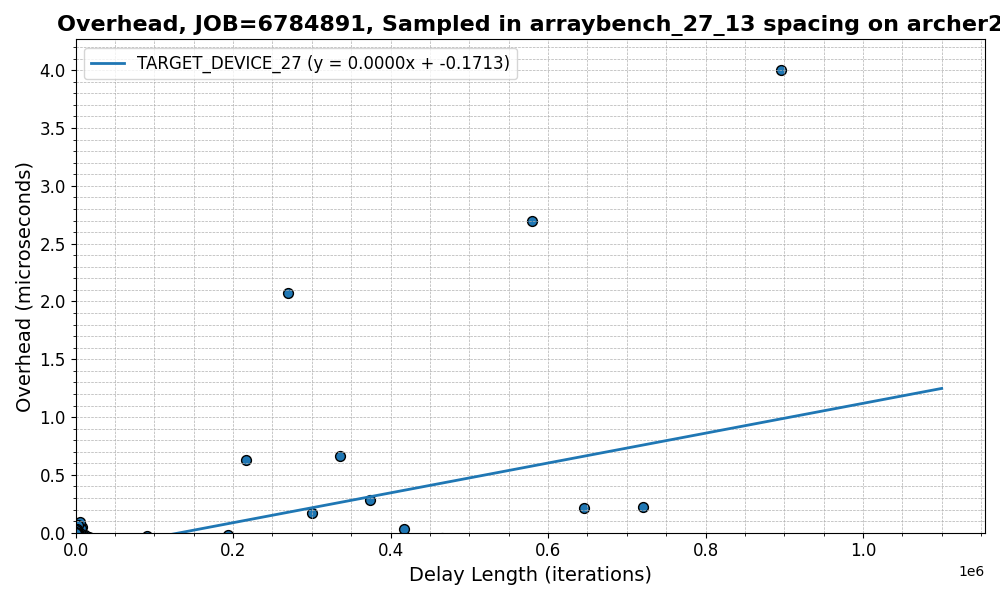 Overhead, JOB=6784891, Sampled in arraybench_27_13 spacing on archer2
TARGET_DEVICE_27 (y = 0.0000x + -0.1713)
Overhead (microseconds)
4.0
3.5
3.0
2.5
2.0
1.5
1.0
0.5
0.0
0.0 0.2 0.4 0.6 0.8 1.0
1e6
Delay Length (iterations)